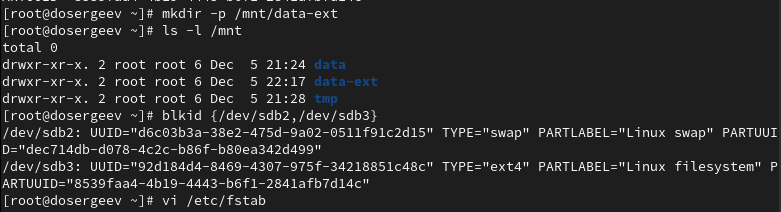 [root@dosergeev ~]# mkdir -p /mnt/data-ext
[root@dosergeev ~]# ls -l /mnt
total 0
drwxr-xr-x. 2 root root 6 Dec  5 21:24 data
drwxr-xr-x. 2 root root 6 Dec  5 22:17 data-ext
drwxr-xr-x. 2 root root 6 Dec  5 21:28 tmp
[root@dosergeev ~]# blkid {/dev/sdb2,/dev/sdb3}
/dev/sdb2: UUID="d6c03b3a-38e2-475d-9a02-0511f91c2d15" TYPE="swap" PARTLABEL="Linux swap" PARTUU
ID="dec714db-d078-4c2c-b86f-b80ea342d499"
/dev/sdb3: UUID="92d184d4-8469-4307-975f-34218851c48c" TYPE="ext4" PARTLABEL="Linux filesystem" P
ARTUUID="8539faa4-4b19-4443-b6f1-2841afb7d14c"
[root@dosergeev ~]# vi /etc/fstab